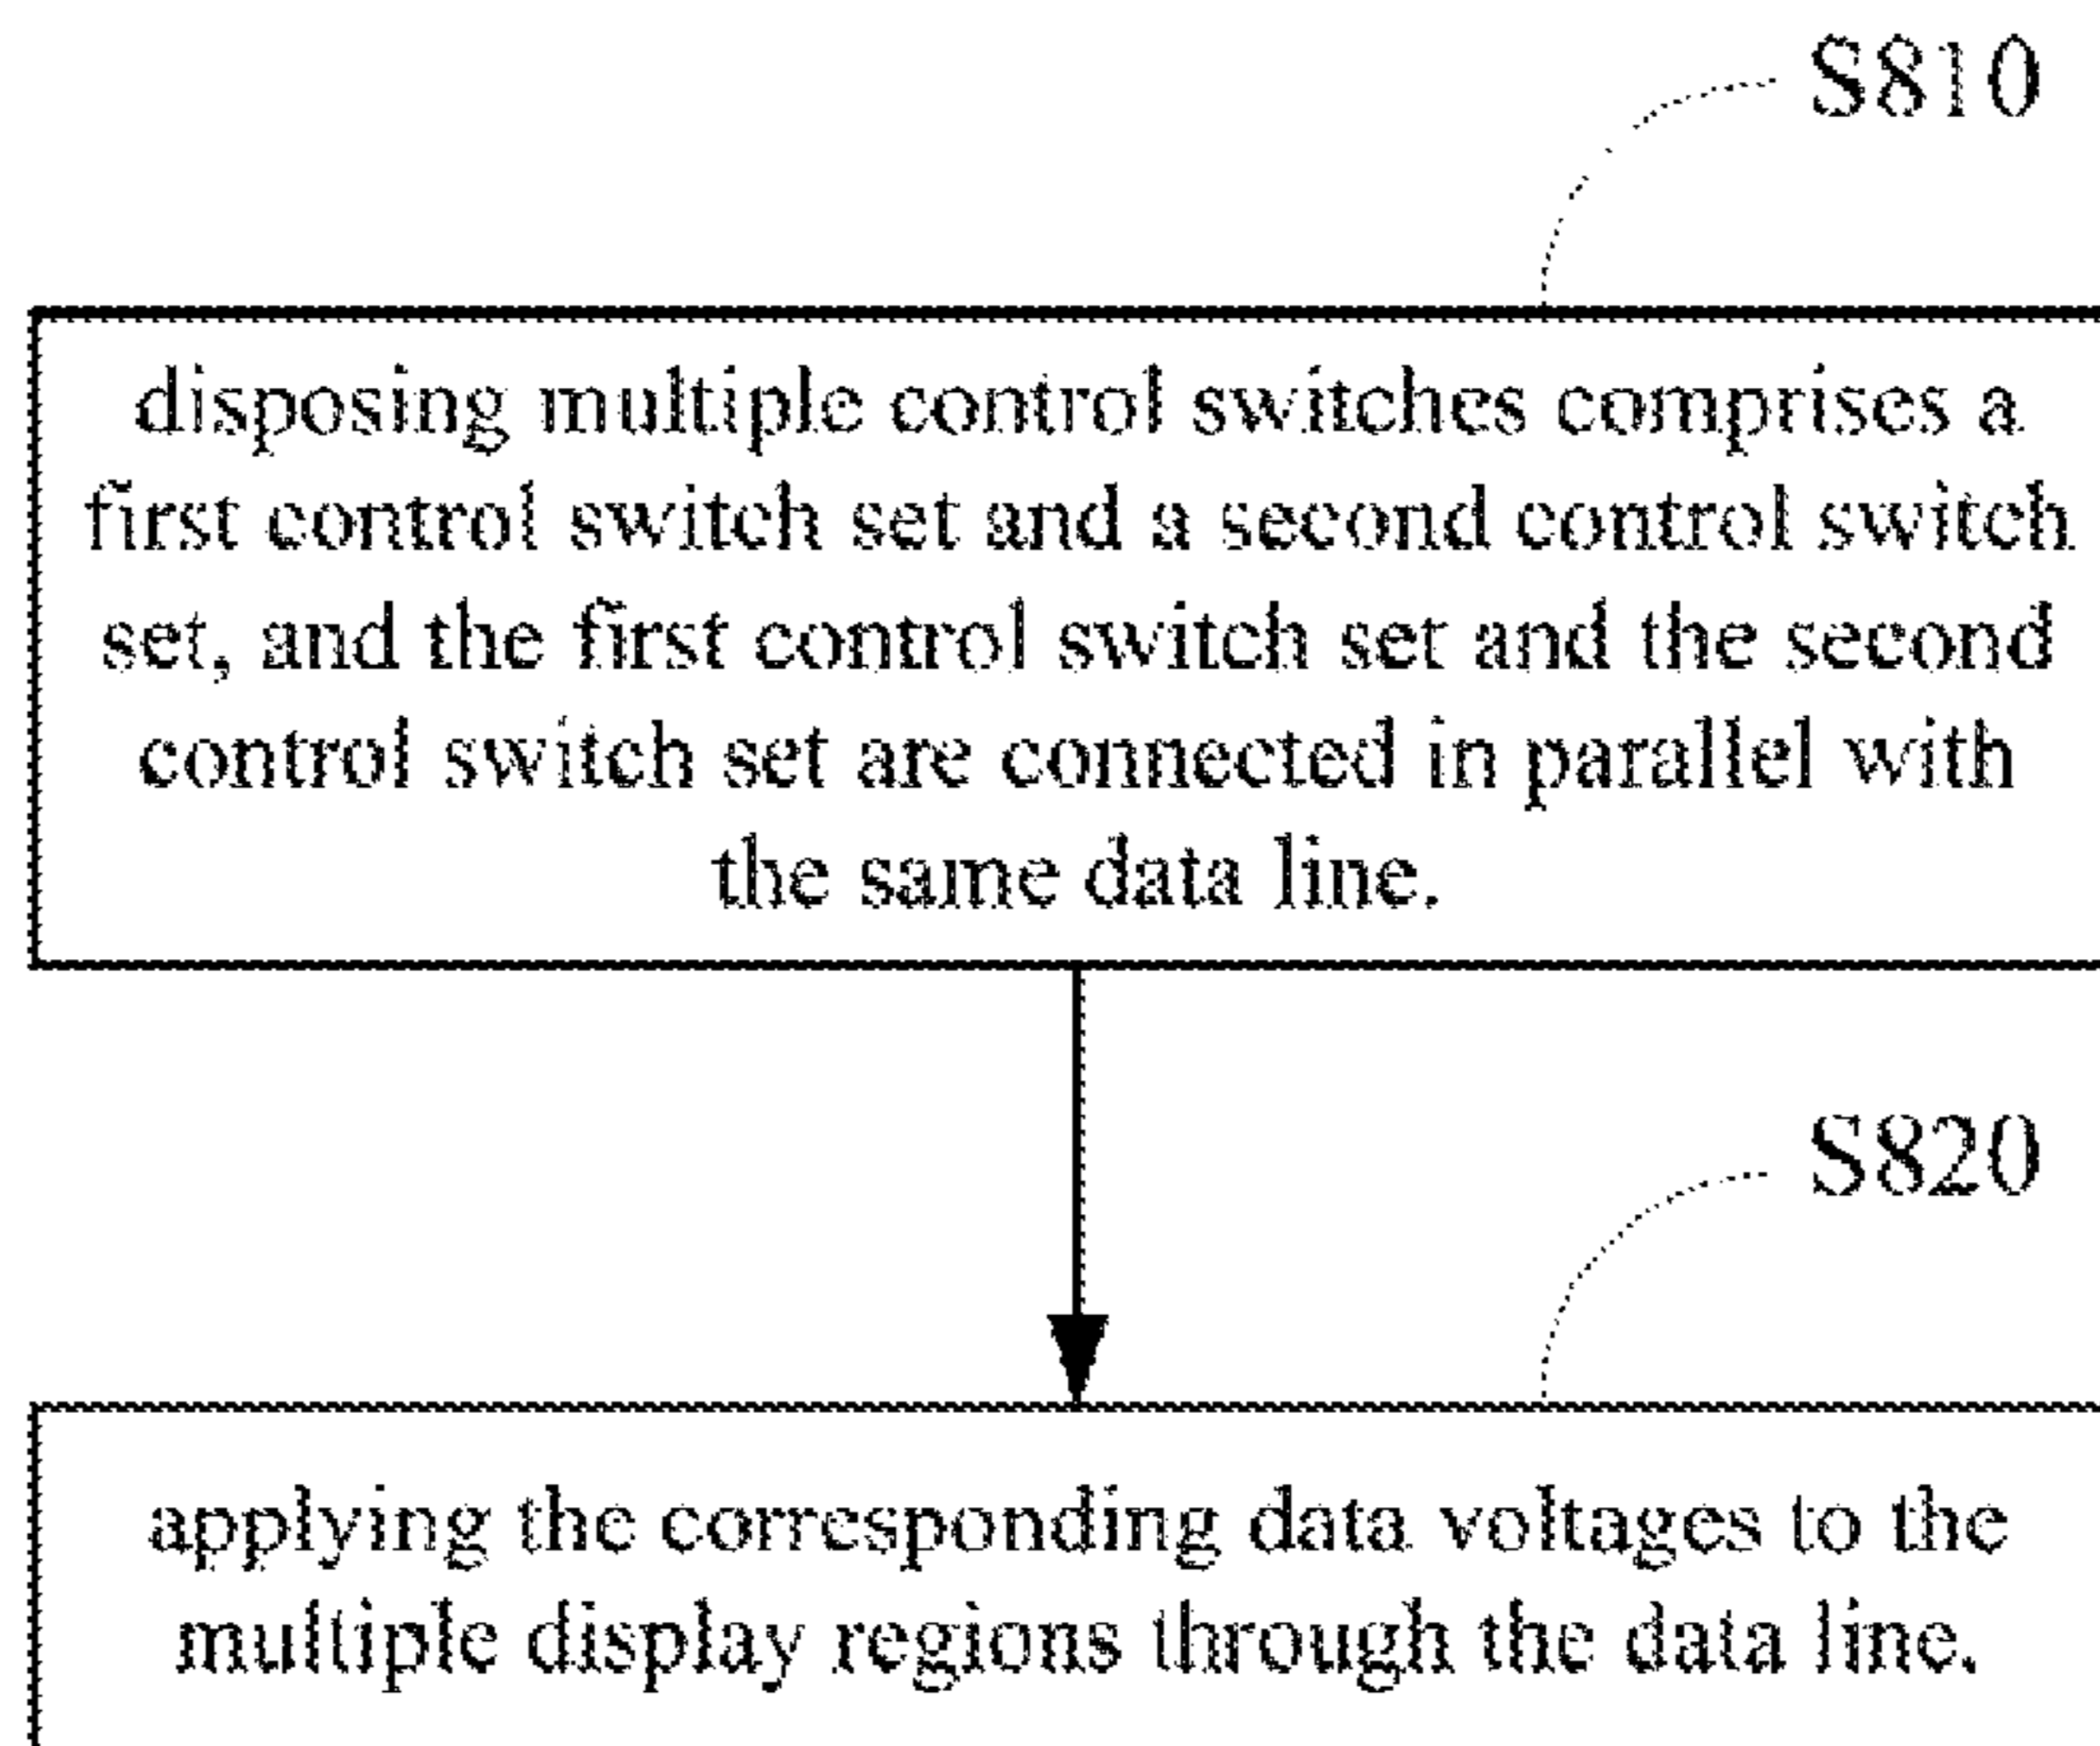 S810
disposing multiple control switches comprises a
first control switch set and a second control switch
set, and the first control switch set and the second
control switch set are connected in parallel with
the same data line.
S820
applying the corresponding data voltages to the
multiple display regions through the data line.